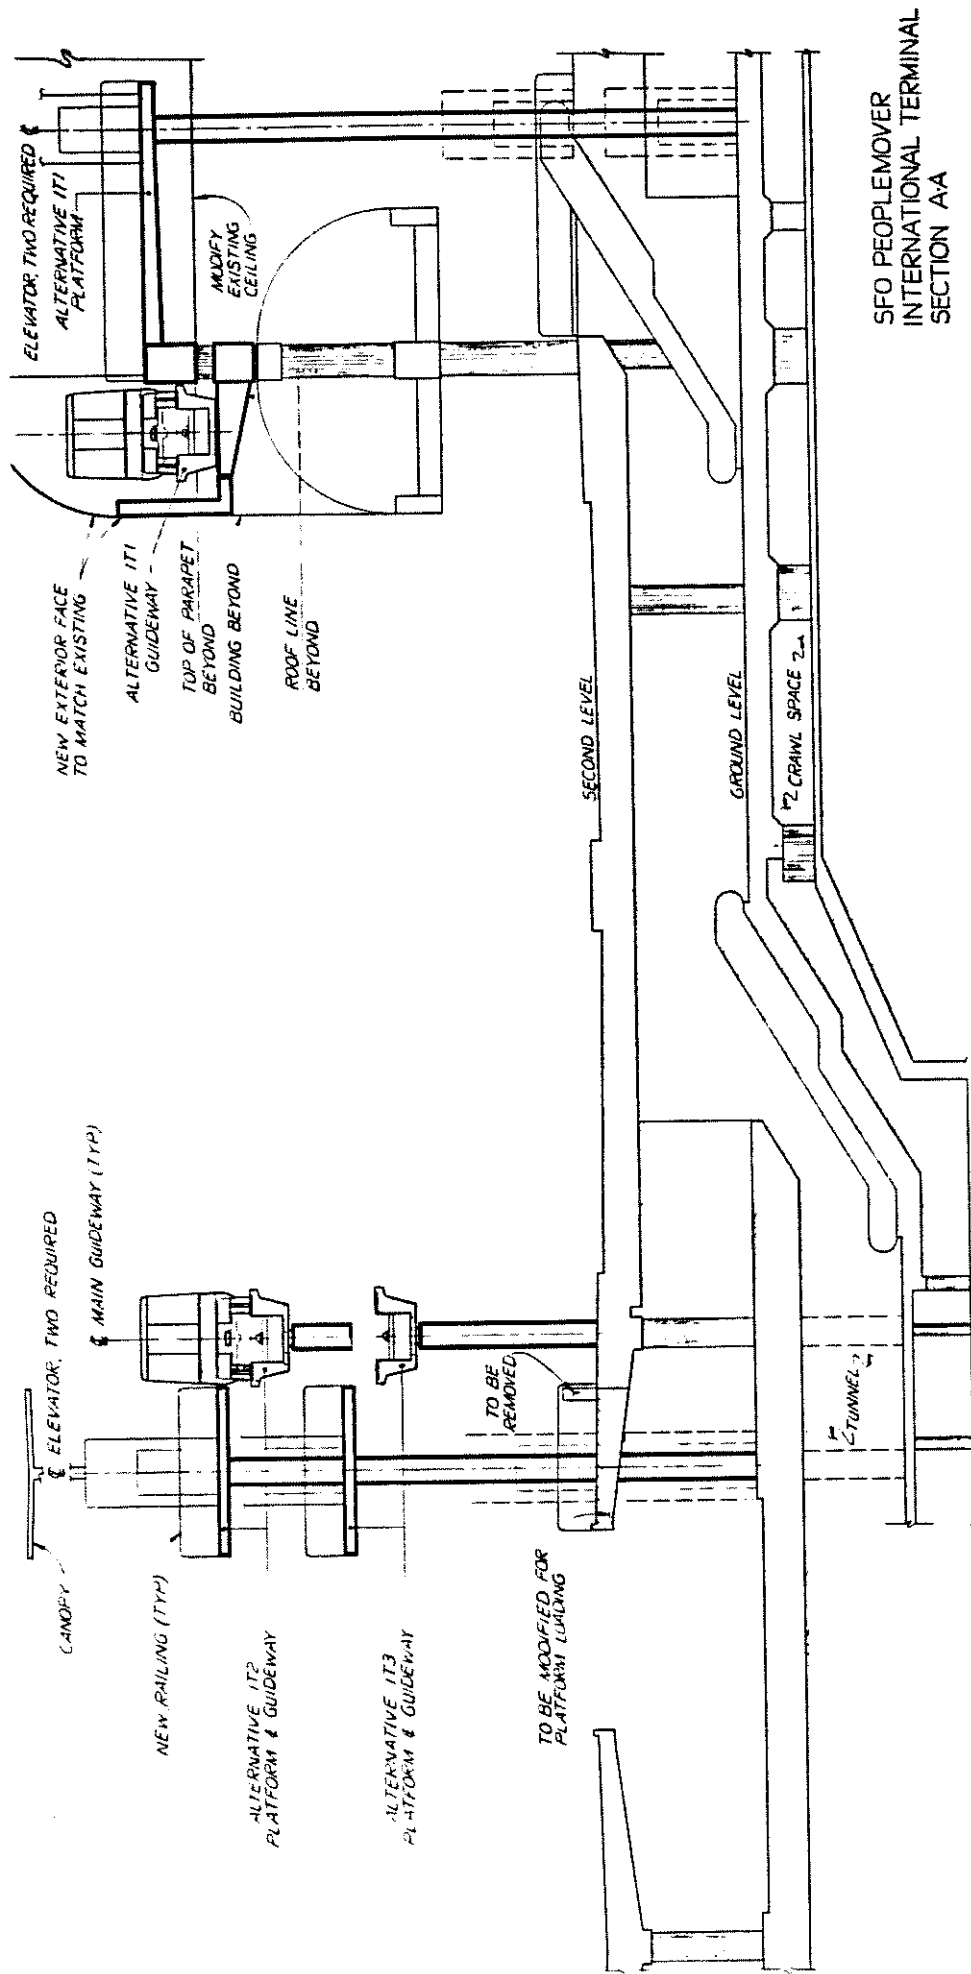 CANOPY
℄ ELEVATOR, TWO REQUIRED
℄ MAIN GUIDEWAY (TYP)
NEW RAILING (TYP)
ALTERNATIVE IT2
PLATFORM & GUIDEWAY
ALTERNATIVE IT3
PLATFORM & GUIDEWAY
TO BE MODIFIED FOR
PLATFORM LOADING
TO BE
REMOVED
TUNNEL
NEW EXTERIOR FACE
TO MATCH EXISTING
ALTERNATIVE IT1
GUIDEWAY
TOP OF PARAPET
BEYOND
BUILDING BEYOND
ROOF LINE
BEYOND
SECOND LEVEL
GROUND LEVEL
CRAWL SPACE
ELEVATOR, TWO REQUIRED ℄
ALTERNATIVE IT1
PLATFORM
MODIFY
EXISTING
CEILING
SFO PEOPLEMOVER
INTERNATIONAL TERMINAL
SECTION A-A